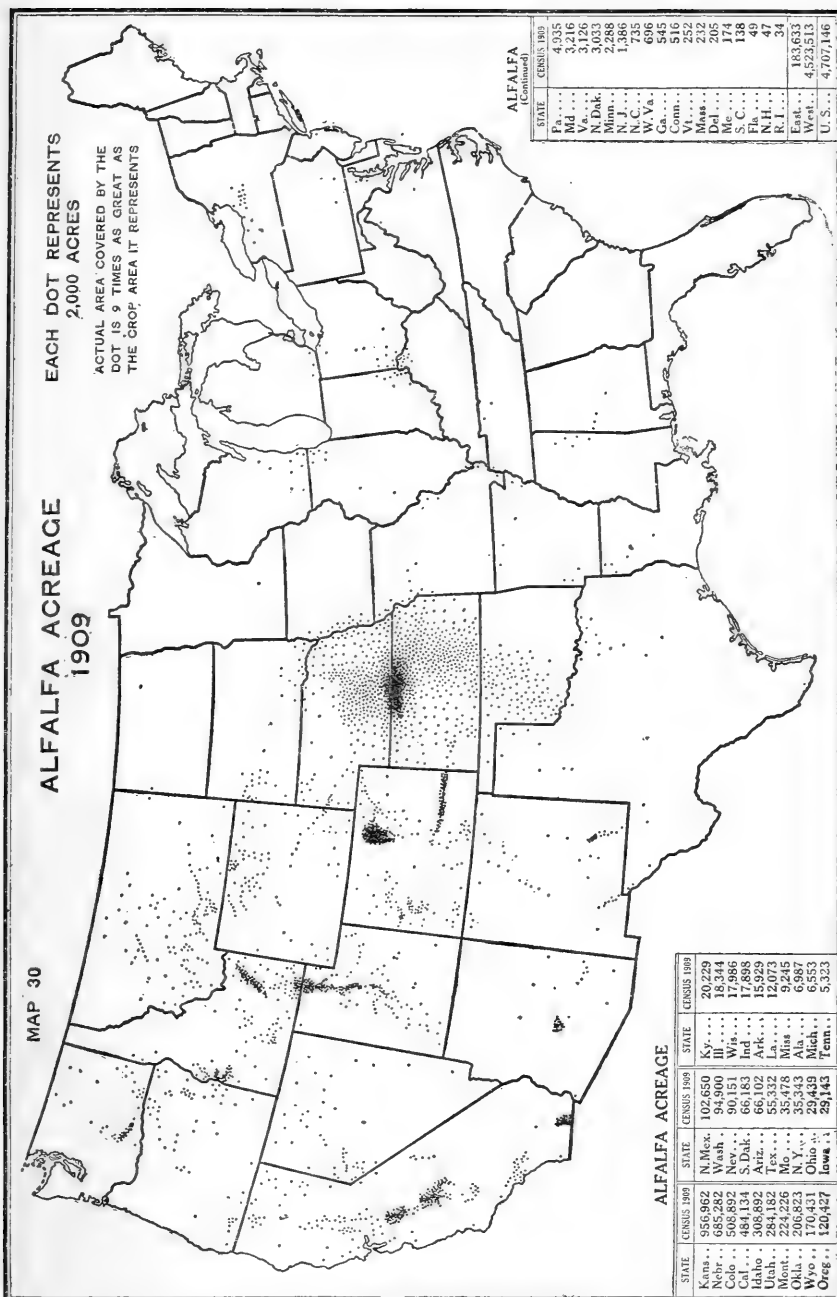 MAP 30
ALFALFA ACREAGE
1909
EACH DOT REPRESENTS
2,000 ACRES
ACTUAL AREA COVERED BY THE
DOT IS 9 TIMES AS GREAT AS
THE CROP AREA IT REPRESENTS
ALFALFA ACREAGE
STATE CENSUS 1909 STATE CENSUS 1909 STATE CENSUS 1909
Kans.. 956,962 N.Mex. 102,650 Ky.... 20,229
Nebr.. 685,282 Wash 94,900 Ill .... 18,344
Colo .. 508,892 Nev... 90,151 Wis... 17,986
Cal ... 484,134 S.Dak. 66,183 Ind ... 17,898
Idaho 308,892 Ariz... 66,102 Ark... 15,929
Utah.. 284,182 Tex... 55,332 La.... 12,073
Mont.. 224,226 Mo... 35,478 Miss .. 9,245
Okla .. 206,823 N.Y... 35,343 Ala ... 6,987
Wyo .. 170,431 Ohio .. 29,439 Mich.. 6,553
Oreg.. 120,427 Iowa .. 29,143 Tenn.. 5,323
ALFALFA
(Continued)
STATE CENSUS 1909
Pa.... 4,935
Md ... 3,216
Va.... 3,126
N.Dak. 3,033
Minn.. 2,288
N.J... 1,386
N.C... 735
W.Va. 696
Ga.... 545
Conn.. 516
Vt.... 252
Mass.. 232
Del ... 205
Me ... 174
S.C... 138
Fla ... 49
N.H.. 47
R.I... 34
East.. 183,633
West.. 4,523,513
U.S.. 4,707,146